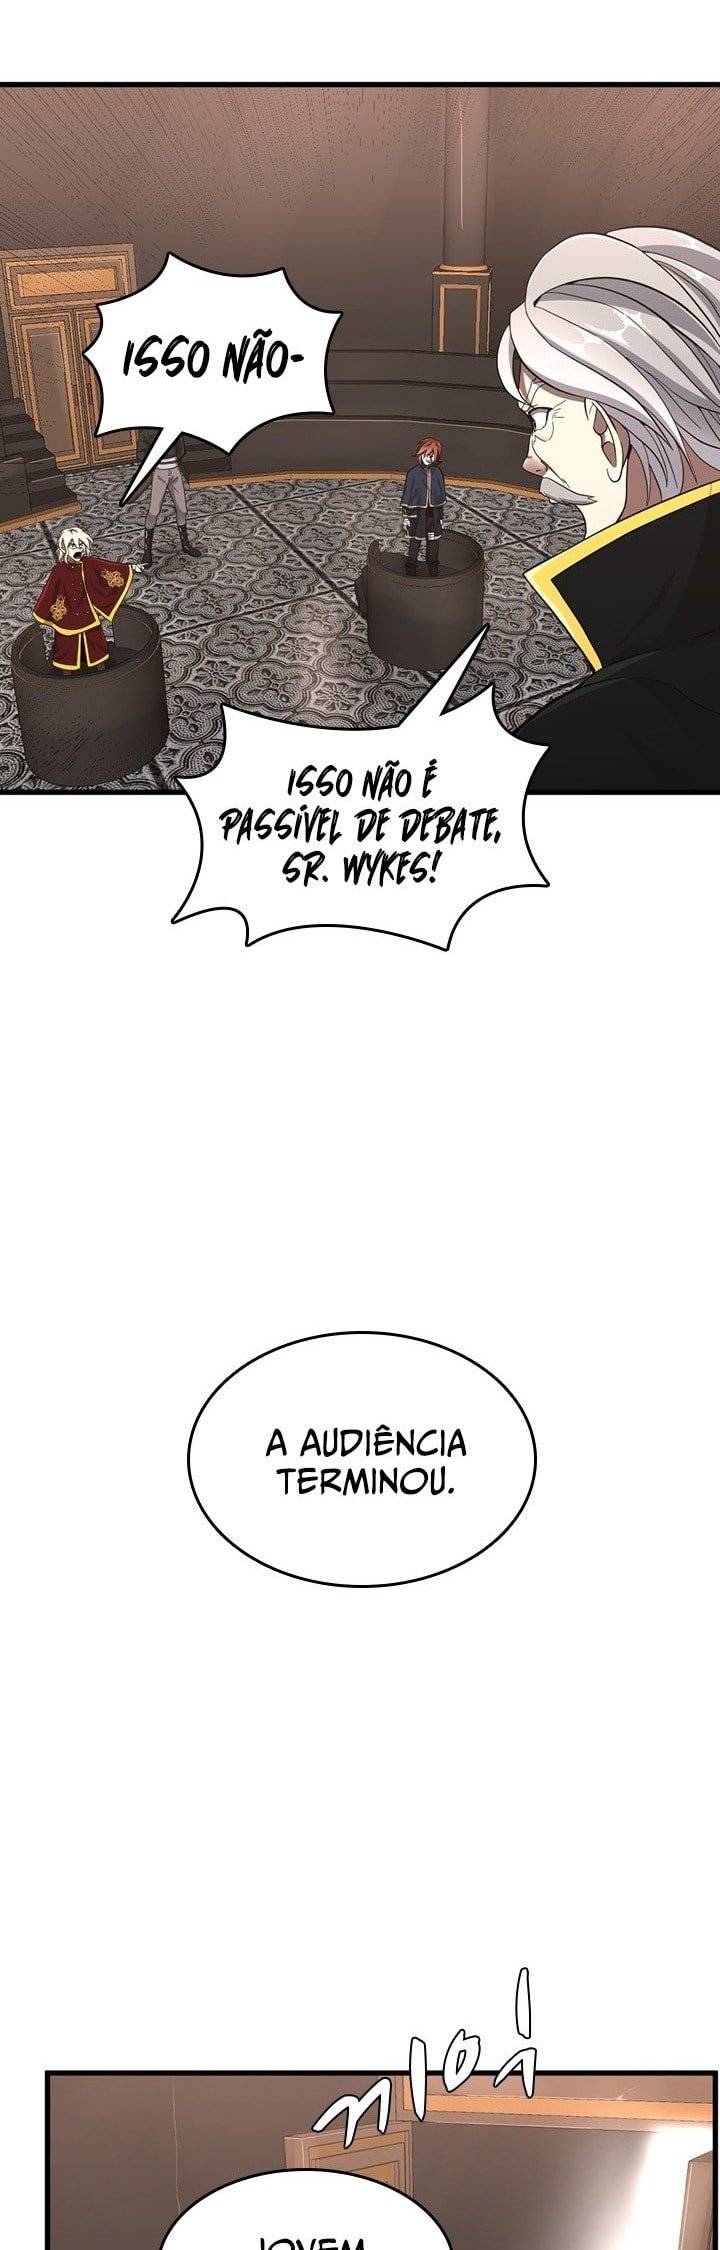 ISSO NÃO-
ISSO NÃO É
PASSÍVEL DE DEBATE,
SR. WYKES!
A AUDIÊNCIA
TERMINOU.
JOVEM